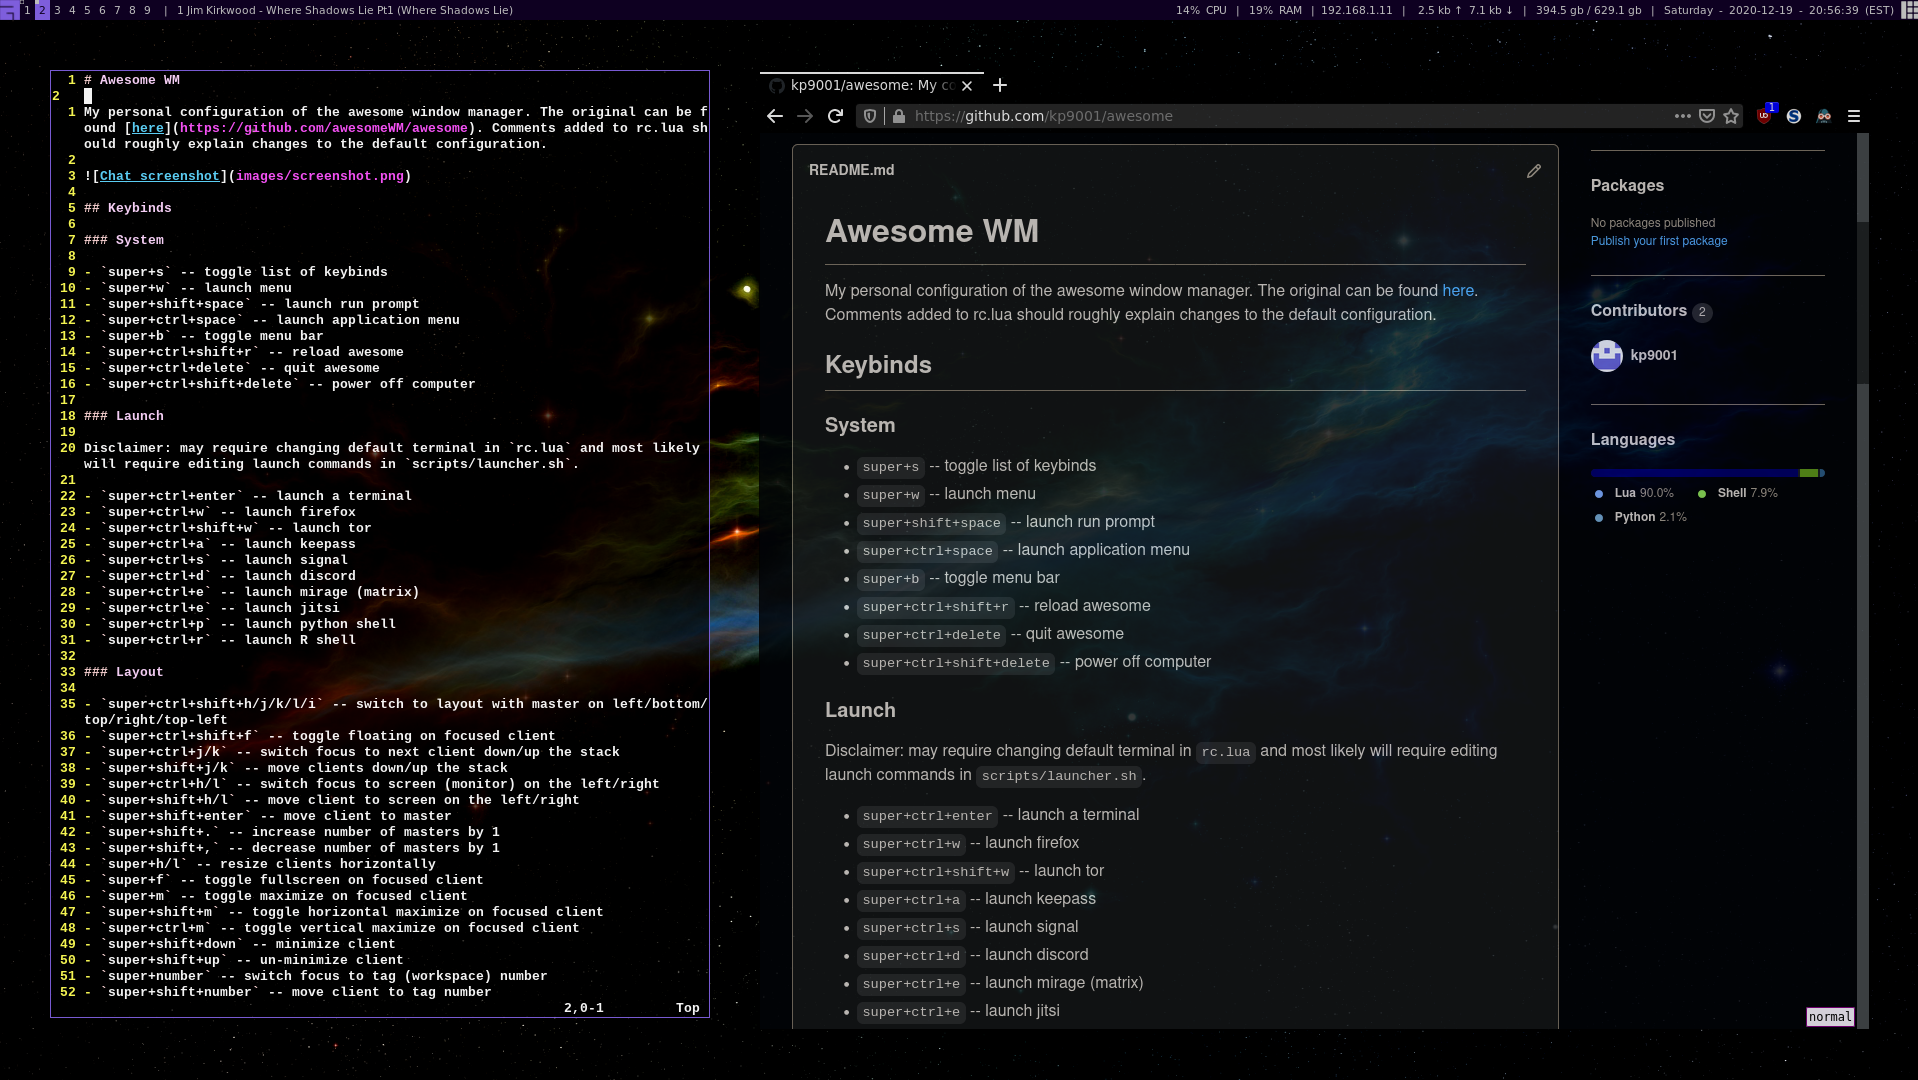 1 2 3 4 5 6 7 8 9 | 1 Jim Kirkwood - Where Shadows Lie Pt1 (Where Shadows Lie)
14% CPU | 19% RAM | 192.168.1.11 | 2.5 kb ↑ 7.1 kb ↓ | 394.5 gb / 629.1 gb | Saturday - 2020-12-19 - 20:56:39 (EST)
1 # Awesome WM
2
1 My personal configuration of the awesome window manager. The original can be f
ound [here](https://github.com/awesomeWM/awesome). Comments added to rc.lua sh
ould roughly explain changes to the default configuration.
2
3 ![Chat screenshot](images/screenshot.png)
4
5 ## Keybinds
6
7 ### System
8
9 - `super+s` -- toggle list of keybinds
10 - `super+w` -- launch menu
11 - `super+shift+space` -- launch run prompt
12 - `super+ctrl+space` -- launch application menu
13 - `super+b` -- toggle menu bar
14 - `super+ctrl+shift+r` -- reload awesome
15 - `super+ctrl+delete` -- quit awesome
16 - `super+ctrl+shift+delete` -- power off computer
17
18 ### Launch
19
20 Disclaimer: may require changing default terminal in `rc.lua` and most likely
will require editing launch commands in `scripts/launcher.sh`.
21
22 - `super+ctrl+enter` -- launch a terminal
23 - `super+ctrl+w` -- launch firefox
24 - `super+ctrl+shift+w` -- launch tor
25 - `super+ctrl+a` -- launch keepass
26 - `super+ctrl+s` -- launch signal
27 - `super+ctrl+d` -- launch discord
28 - `super+ctrl+e` -- launch mirage (matrix)
29 - `super+ctrl+e` -- launch jitsi
30 - `super+ctrl+p` -- launch python shell
31 - `super+ctrl+r` -- launch R shell
32
33 ### Layout
34
35 - `super+ctrl+shift+h/j/k/l/i` -- switch to layout with master on left/bottom/
top/right/top-left
36 - `super+ctrl+shift+f` -- toggle floating on focused client
37 - `super+ctrl+j/k` -- switch focus to next client down/up the stack
38 - `super+shift+j/k` -- move clients down/up the stack
39 - `super+ctrl+h/l` -- switch focus to screen (monitor) on the left/right
40 - `super+shift+h/l` -- move client to screen on the left/right
41 - `super+shift+enter` -- move client to master
42 - `super+shift+.` -- increase number of masters by 1
43 - `super+shift+,` -- decrease number of masters by 1
44 - `super+h/l` -- resize clients horizontally
45 - `super+f` -- toggle fullscreen on focused client
46 - `super+m` -- toggle maximize on focused client
47 - `super+shift+m` -- toggle horizontal maximize on focused client
48 - `super+ctrl+m` -- toggle vertical maximize on focused client
49 - `super+shift+down` -- minimize client
50 - `super+shift+up` -- un-minimize client
51 - `super+number` -- switch focus to tag (workspace) number
52 - `super+shift+number` -- move client to tag number
2,0-1 Top
kp9001/awesome: My co
https://github.com/kp9001/awesome
1
README.md
Awesome WM
My personal configuration of the awesome window manager. The original can be found here.
Comments added to rc.lua should roughly explain changes to the default configuration.
Keybinds
System
• super+s -- toggle list of keybinds
• super+w -- launch menu
• super+shift+space -- launch run prompt
• super+ctrl+space -- launch application menu
• super+b -- toggle menu bar
• super+ctrl+shift+r -- reload awesome
• super+ctrl+delete -- quit awesome
• super+ctrl+shift+delete -- power off computer
Launch
Disclaimer: may require changing default terminal in rc.lua and most likely will require editing
launch commands in scripts/launcher.sh.
• super+ctrl+enter -- launch a terminal
• super+ctrl+w -- launch firefox
• super+ctrl+shift+w -- launch tor
• super+ctrl+a -- launch keepass
• super+ctrl+s -- launch signal
• super+ctrl+d -- launch discord
• super+ctrl+e -- launch mirage (matrix)
• super+ctrl+e -- launch jitsi
Packages
No packages published
Publish your first package
Contributors 2
kp9001
Languages
Lua 90.0% Shell 7.9%
Python 2.1%
normal